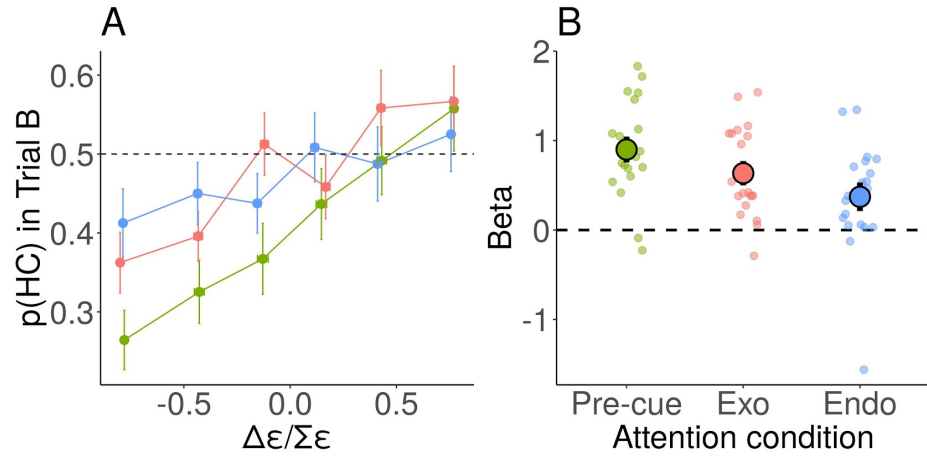 A
p(HC) in Trial B
0.6
0.5
0.4
0.3
-0.5 0.0 0.5
Δε/Σε
B
Beta
2
1
0
-1
Pre-cue Exo Endo
Attention condition